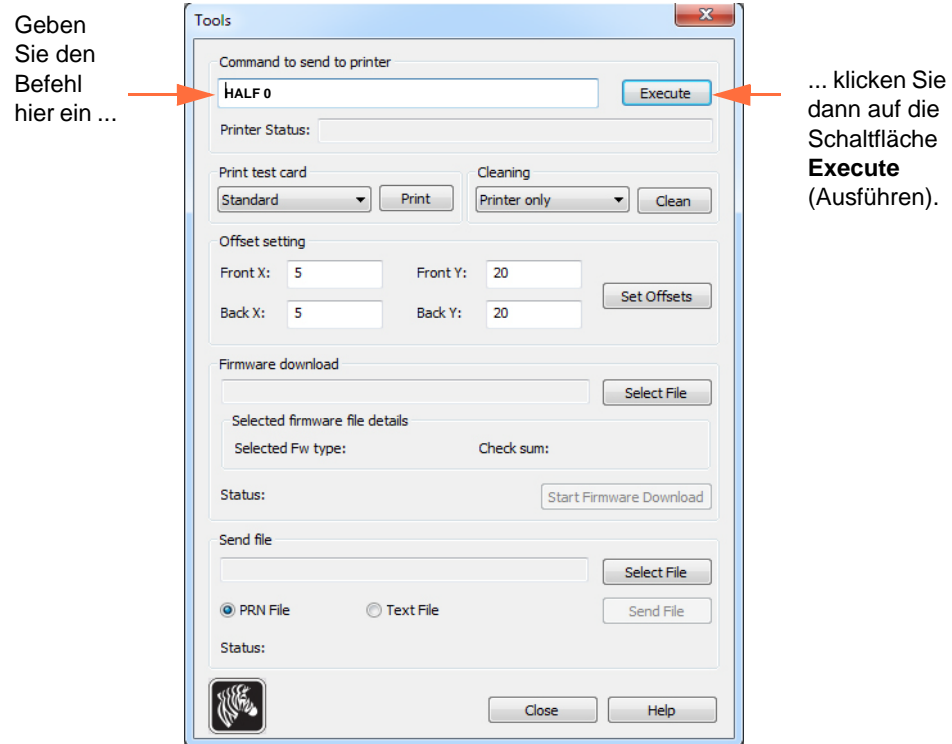 Geben
Sie den
Befehl
hier ein ...
Tools
Command to send to printer
HALF 0
Execute
Printer Status:
... klicken Sie
dann auf die
Schaltfläche
Execute
(Ausführen).
Print test card
Standard
Print
Cleaning
Printer only
Clean
Offset setting
Front X: 5 Front Y: 20
Set Offsets
Back X: 5 Back Y: 20
Firmware download
Select File
Selected firmware file details
Selected Fw type: Check sum:
Status:
Start Firmware Download
Send file
Select File
PRN File Text File
Send File
Status:
Close Help